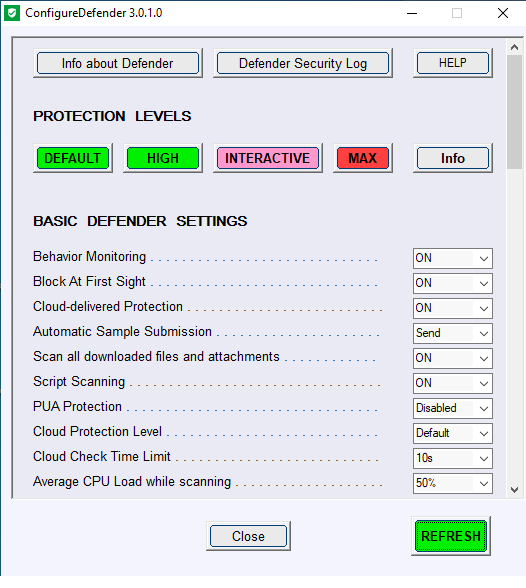 ConfigureDefender 3.0.1.0
Info about Defender Defender Security Log HELP
PROTECTION LEVELS
DEFAULT HIGH INTERACTIVE MAX Info
BASIC DEFENDER SETTINGS
Behavior Monitoring ON
Block At First Sight ON
Cloud-delivered Protection ON
Automatic Sample Submission Send
Scan all downloaded files and attachments ON
Script Scanning ON
PUA Protection Disabled
Cloud Protection Level Default
Cloud Check Time Limit 10s
Average CPU Load while scanning 50%
Close REFRESH